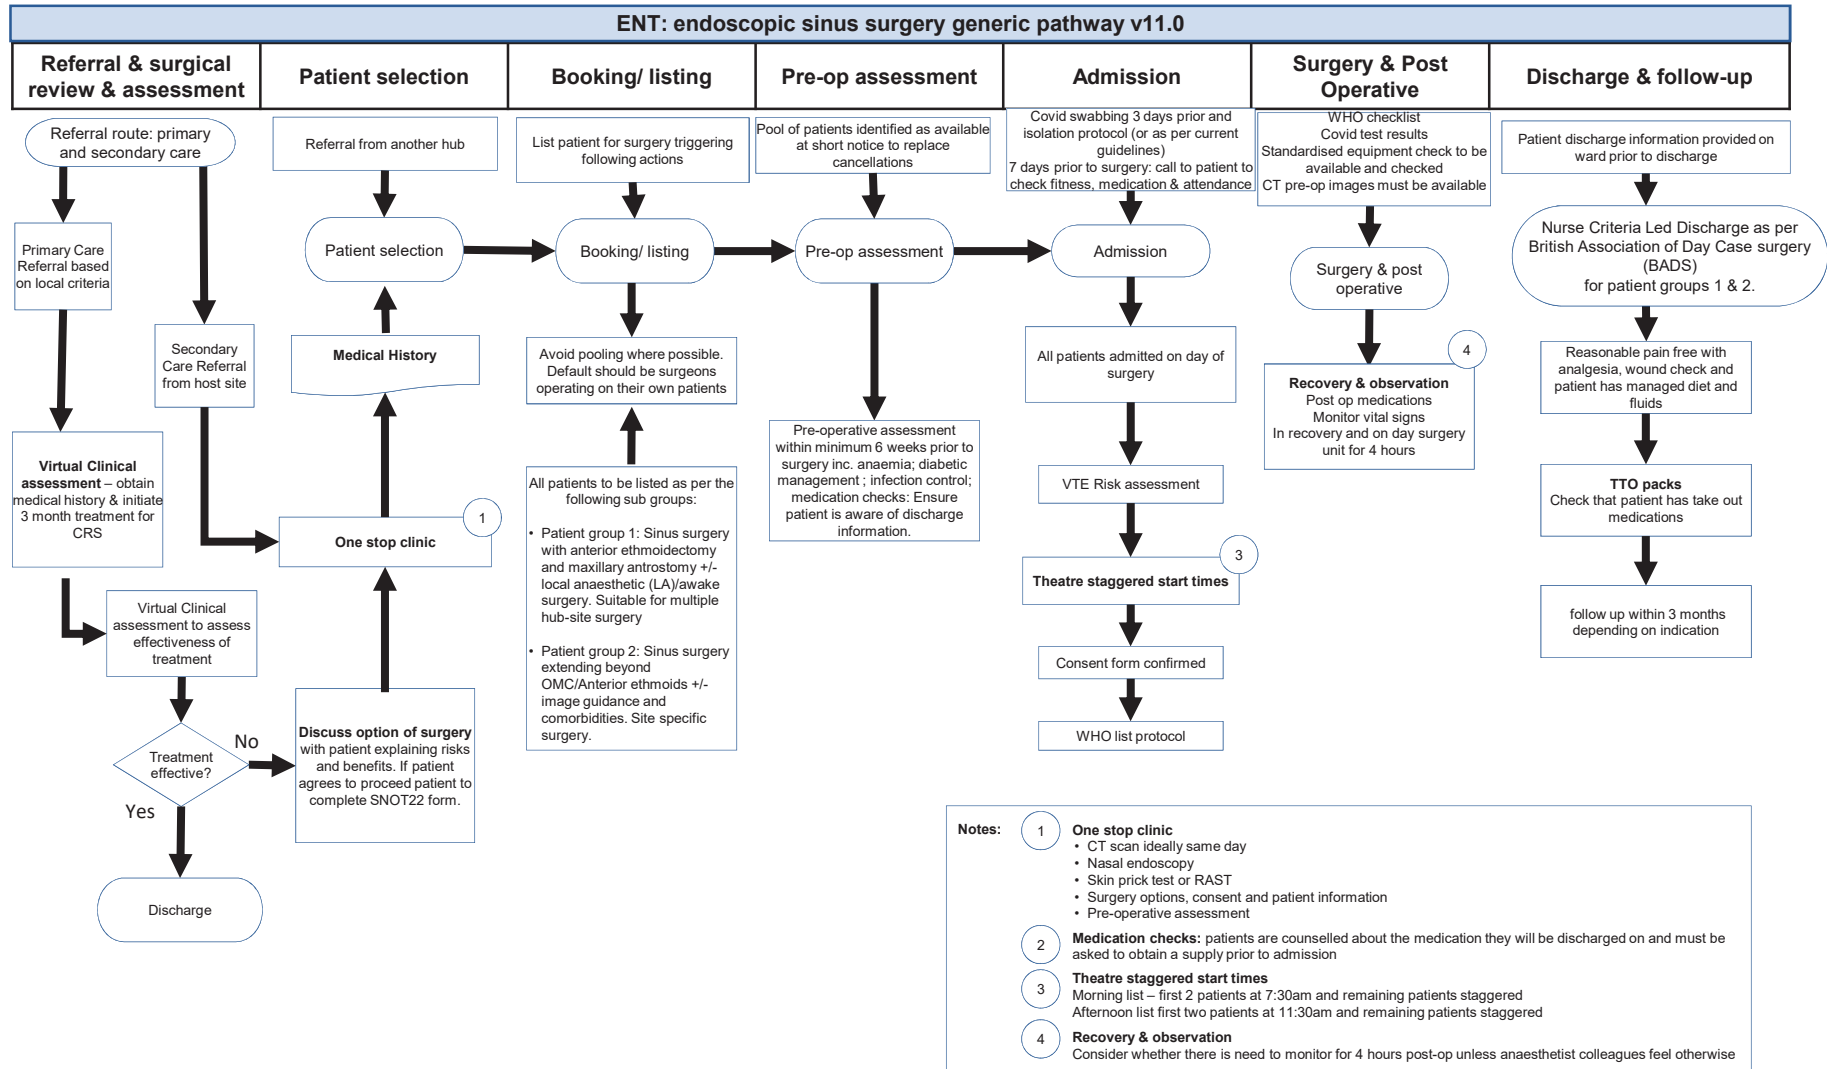 ENT: endoscopic sinus surgery generic pathway v11.0
Referral & surgical
review & assessment
Patient selection
Booking/ listing
Pre-op assessment
Admission
Surgery & Post
Operative
Discharge & follow-up
Referral route: primary
and secondary care
Primary Care
Referral based
on local criteria
Secondary
Care Referral
from host site
Virtual Clinical
assessment – obtain
medical history & initiate
3 month treatment for
CRS
Virtual Clinical
assessment to assess
effectiveness of
treatment
Treatment
effective?
No
Yes
Discharge
Referral from another hub
Patient selection
Medical History
One stop clinic
1
Discuss option of surgery
with patient explaining risks
and benefits. If patient
agrees to proceed patient to
complete SNOT22 form.
List patient for surgery triggering
following actions
Booking/ listing
Avoid pooling where possible.
Default should be surgeons
operating on their own patients
All patients to be listed as per the
following sub groups:
• Patient group 1: Sinus surgery
with anterior ethmoidectomy
and maxillary antrostomy +/-
local anaesthetic (LA)/awake
surgery. Suitable for multiple
hub-site surgery
• Patient group 2: Sinus surgery
extending beyond
OMC/Anterior ethmoids +/-
image guidance and
comorbidities. Site specific
surgery.
Pool of patients identified as available
at short notice to replace
cancellations
Pre-op assessment
Pre-operative assessment
within minimum 6 weeks prior to
surgery inc. anaemia; diabetic
management ; infection control;
medication checks: Ensure
patient is aware of discharge
information.
Covid swabbing 3 days prior and
isolation protocol (or as per current
guidelines)
7 days prior to surgery: call to patient to
check fitness, medication & attendance
Admission
All patients admitted on day of
surgery
VTE Risk assessment
3
Theatre staggered start times
Consent form confirmed
WHO list protocol
WHO checklist
Covid test results
Standardised equipment check to be
available and checked
CT pre-op images must be available
Surgery & post
operative
4
Recovery & observation
Post op medications
Monitor vital signs
In recovery and on day surgery
unit for 4 hours
Patient discharge information provided on
ward prior to discharge
Nurse Criteria Led Discharge as per
British Association of Day Case surgery
(BADS)
for patient groups 1 & 2.
Reasonable pain free with
analgesia, wound check and
patient has managed diet and
fluids
TTO packs
Check that patient has take out
medications
follow up within 3 months
depending on indication
Notes:
1
One stop clinic
• CT scan ideally same day
• Nasal endoscopy
• Skin prick test or RAST
• Surgery options, consent and patient information
• Pre-operative assessment
2
Medication checks: patients are counselled about the medication they will be discharged on and must be
asked to obtain a supply prior to admission
3
Theatre staggered start times
Morning list – first 2 patients at 7:30am and remaining patients staggered
Afternoon list first two patients at 11:30am and remaining patients staggered
4
Recovery & observation
Consider whether there is need to monitor for 4 hours post-op unless anaesthetist colleagues feel otherwise